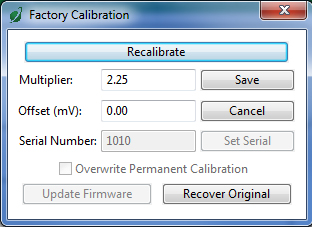 Factory Calibration
Recalibrate
Multiplier: 2.25 Save
Offset (mV): 0.00 Cancel
Serial Number: 1010 Set Serial
Overwrite Permanent Calibration
Update Firmware Recover Original